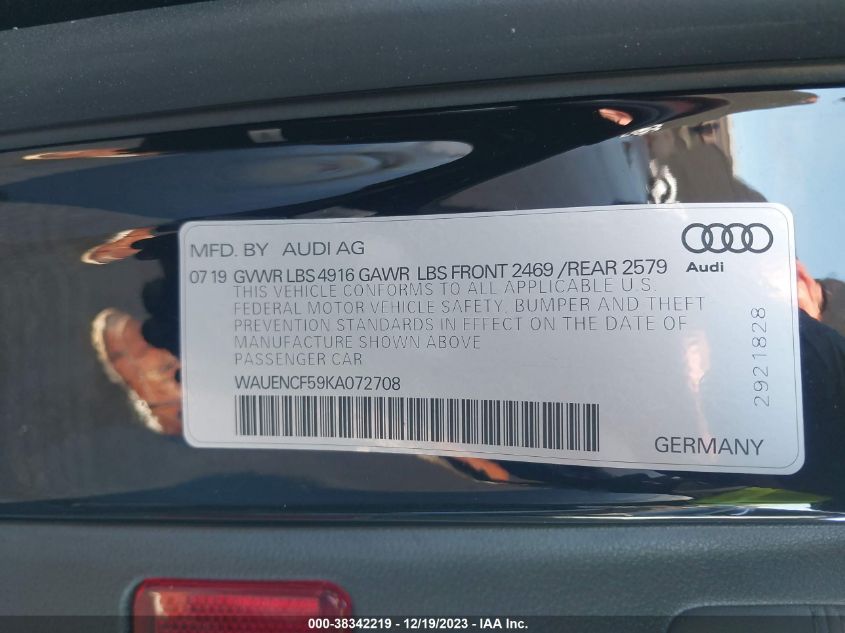 MFD. BY AUDI AG
07 19 GVWR LBS 4916 GAWR LBS FRONT 2469 /REAR 2579
THIS VEHICLE CONFORMS TO ALL APPLICABLE U.S.
FEDERAL MOTOR VEHICLE SAFETY, BUMPER AND THEFT
PREVENTION STANDARDS IN EFFECT ON THE DATE OF
MANUFACTURE SHOWN ABOVE
PASSENGER CAR
WAUENCF59KA072708
Audi
2921828
GERMANY
000-38342219 - 12/19/2023 - IAA Inc.